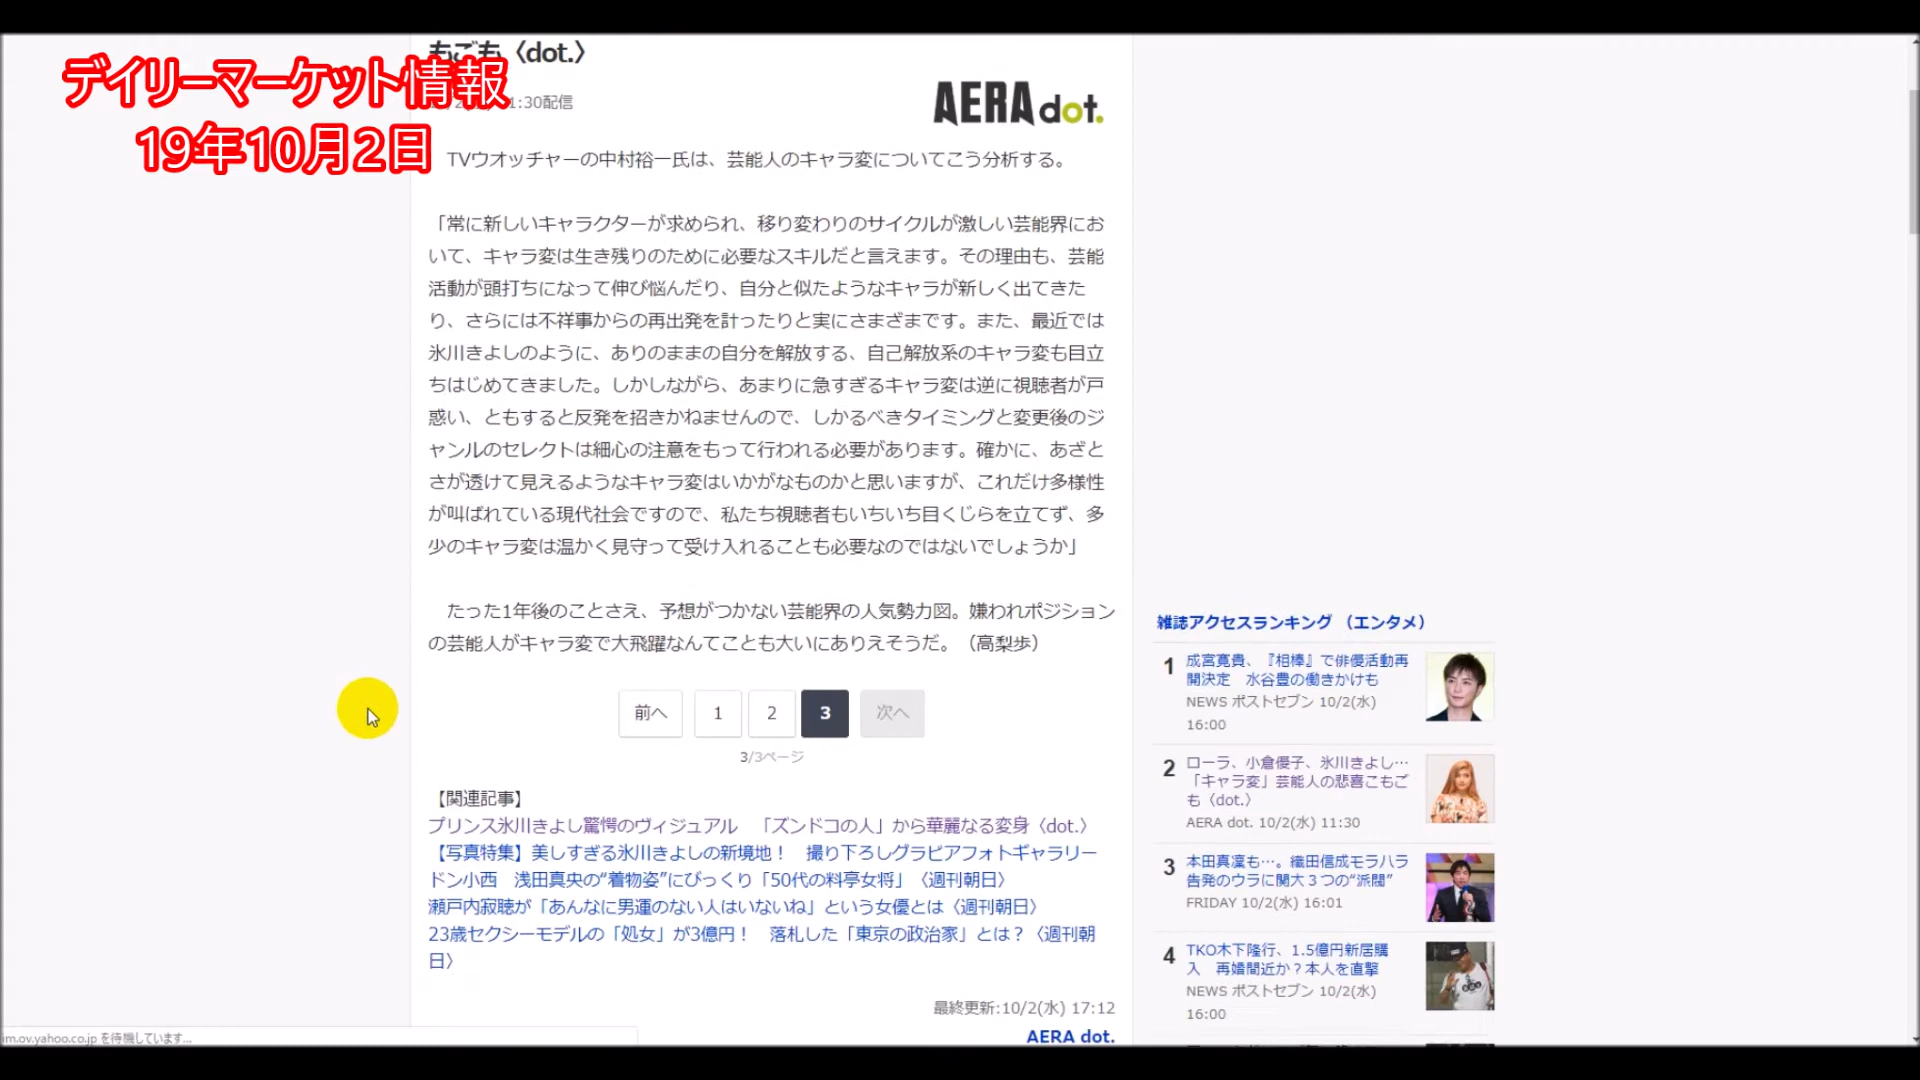 もごも〈dot.〉
デイリーマーケット情報
19年10月2日
1:30配信
AERA dot.
TVウオッチャーの中村裕一氏は、芸能人のキャラ変についてこう分析する。
「常に新しいキャラクターが求められ、移り変わりのサイクルが激しい芸能界にお
いて、キャラ変は生き残りのために必要なスキルだと言えます。その理由も、芸能
活動が頭打ちになって伸び悩んだり、自分と似たようなキャラが新しく出てきた
り、さらには不祥事からの再出発を計ったりと実にさまざまです。また、最近では
氷川きよしのように、ありのままの自分を解放する、自己解放系のキャラ変も目立
ちはじめてきました。しかしながら、あまりに急すぎるキャラ変は逆に視聴者が戸
惑い、ともすると反発を招きかねませんので、しかるべきタイミングと変更後のジ
ャンルのセレクトは細心の注意をもって行われる必要があります。確かに、あざと
さが透けて見えるようなキャラ変はいかがなものかと思いますが、これだけ多様性
が叫ばれている現代社会ですので、私たち視聴者もいちいち目くじらを立てず、多
少のキャラ変は温かく見守って受け入れることも必要なのではないでしょうか」
たった1年後のことさえ、予想がつかない芸能界の人気勢力図。嫌われポジション
の芸能人がキャラ変で大飛躍なんてことも大いにありえそうだ。（高梨歩）
前へ 1 2 3 次へ
3/3ページ
【関連記事】
プリンス氷川きよし驚愕のヴィジュアル 「ズンドコの人」から華麗なる変身〈dot.〉
【写真特集】美しすぎる氷川きよしの新境地！ 撮り下ろしグラビアフォトギャラリー
ドン小西 浅田真央の“着物姿”にびっくり「50代の料亭女将」〈週刊朝日〉
瀬戸内寂聴が「あんなに男運のない人はいないね」という女優とは〈週刊朝日〉
23歳セクシーモデルの「処女」が3億円！ 落札した「東京の政治家」とは？〈週刊朝
日〉
最終更新:10/2(水) 17:12
AERA dot.
雑誌アクセスランキング （エンタメ）
1 成宮寛貴、『相棒』で俳優活動再
開決定 水谷豊の働きかけも
NEWS ポストセブン 10/2(水)
16:00
2 ローラ、小倉優子、氷川きよし…
「キャラ変」芸能人の悲喜こもご
も〈dot.〉
AERA dot. 10/2(水) 11:30
3 本田真凜も…。織田信成モラハラ
告発のウラに関大３つの“派閥”
FRIDAY 10/2(水) 16:01
4 TKO木下隆行、1.5億円新居購
入 再婚間近か？本人を直撃
NEWS ポストセブン 10/2(水)
16:00
im.ov.yahoo.co.jp を待機しています...